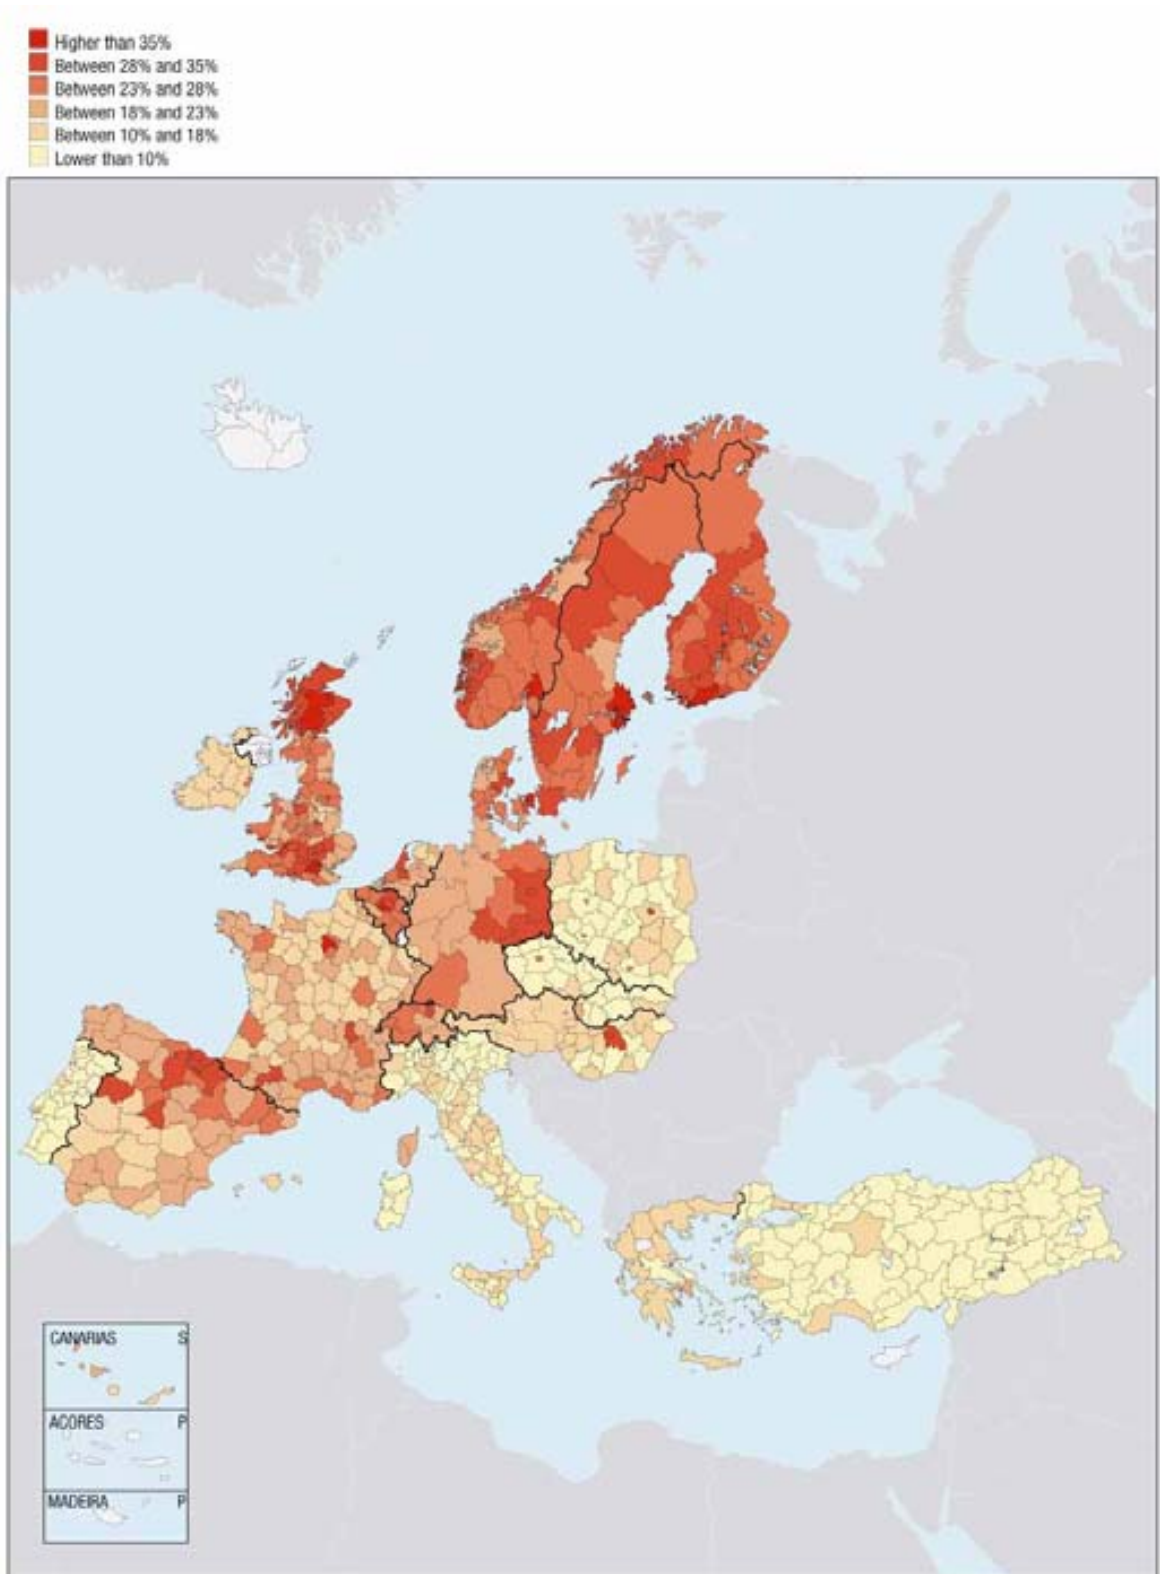 Higher than 35%
Between 28% and 35%
Between 23% and 28%
Between 18% and 23%
Between 10% and 18%
Lower than 10%
CANARIAS S
ACORES P
MADEIRA P